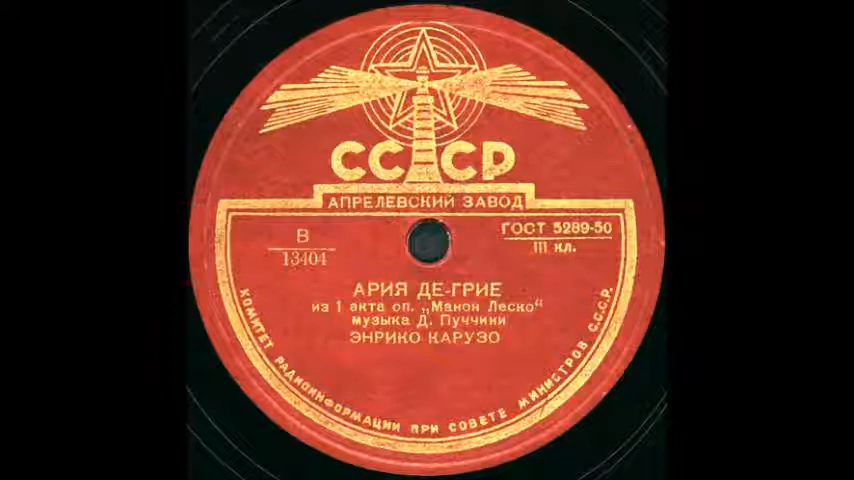 СССР
АПРЕЛЕВСКИЙ ЗАВОД
В
13404
ГОСТ 5289-50
III кл.
АРИЯ ДЕ-ГРИЕ
из 1 акта оп. „Манон Леско“
музыка Д. Пуччини
ЭНРИКО КАРУЗО
КОМИТЕТ РАДИОИНФОРМАЦИИ ПРИ СОВЕТЕ МИНИСТРОВ С.С.С.Р.